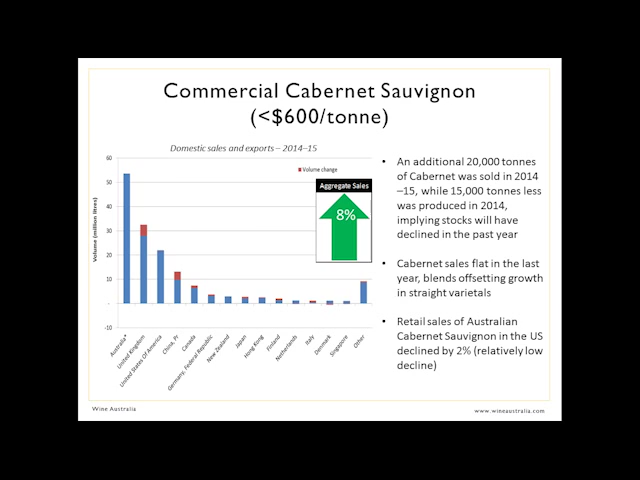 Commercial Cabernet Sauvignon
(<$600/tonne)
Domestic sales and exports – 2014–15
Volume (million litres)
60
50
40
30
20
10
-
-10
Volume change
Aggregate Sales
8%
Australia*
United Kingdom
United States Of America
China, Pr
Canada
Germany, Federal Republic
New Zealand
Japan
Hong Kong
Finland
Netherlands
Italy
Denmark
Singapore
Other
• An additional 20,000 tonnes
of Cabernet was sold in 2014
–15, while 15,000 tonnes less
was produced in 2014,
implying stocks will have
declined in the past year
• Cabernet sales flat in the last
year, blends offsetting growth
in straight varietals
• Retail sales of Australian
Cabernet Sauvignon in the US
declined by 2% (relatively low
decline)
Wine Australia
www.wineaustralia.com